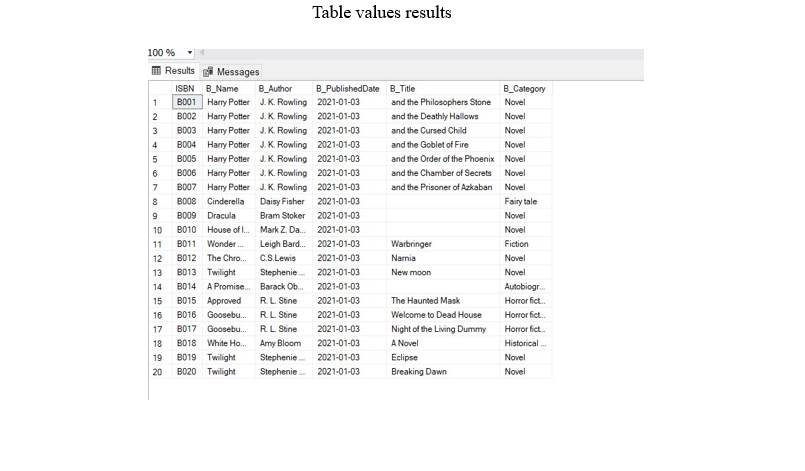 Table values results
100 %
Results Messages
ISBN B_Name B_Author B_PublishedDate B_Title B_Category
1 B001 Harry Potter J. K. Rowling 2021-01-03 and the Philosophers Stone Novel
2 B002 Harry Potter J. K. Rowling 2021-01-03 and the Deathly Hallows Novel
3 B003 Harry Potter J. K. Rowling 2021-01-03 and the Cursed Child Novel
4 B004 Harry Potter J. K. Rowling 2021-01-03 and the Goblet of Fire Novel
5 B005 Harry Potter J. K. Rowling 2021-01-03 and the Order of the Phoenix Novel
6 B006 Harry Potter J. K. Rowling 2021-01-03 and the Chamber of Secrets Novel
7 B007 Harry Potter J. K. Rowling 2021-01-03 and the Prisoner of Azkaban Novel
8 B008 Cinderella Daisy Fisher 2021-01-03 Fairy tale
9 B009 Dracula Bram Stoker 2021-01-03 Novel
10 B010 House of l... Mark Z. Da... 2021-01-03 Novel
11 B011 Wonder ... Leigh Bard... 2021-01-03 Warbringer Fiction
12 B012 The Chro... C.S.Lewis 2021-01-03 Narnia Novel
13 B013 Twilight Stephenie ... 2021-01-03 New moon Novel
14 B014 A Promise... Barack Ob... 2021-01-03 Autobiogr...
15 B015 Approved R. L. Stine 2021-01-03 The Haunted Mask Horror fict...
16 B016 Goosebu... R. L. Stine 2021-01-03 Welcome to Dead House Horror fict...
17 B017 Goosebu... R. L. Stine 2021-01-03 Night of the Living Dummy Horror fict...
18 B018 White Ho... Amy Bloom 2021-01-03 A Novel Historical ...
19 B019 Twilight Stephenie ... 2021-01-03 Eclipse Novel
20 B020 Twilight Stephenie ... 2021-01-03 Breaking Dawn Novel